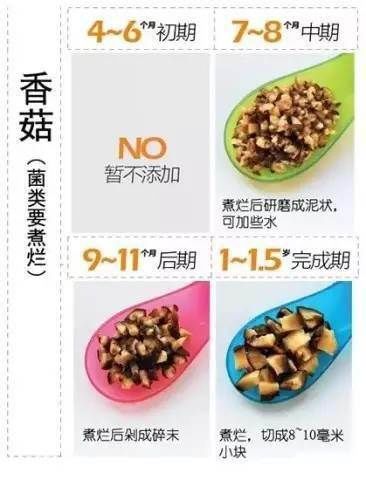 香菇
（菌类要煮烂）
4~6个月初期
NO
暂不添加
7~8个月中期
煮烂后研磨成泥状,
可加些水
9~11个月后期
煮烂后剁成碎末
1~1.5岁完成期
煮烂，切成8~10毫米
小块